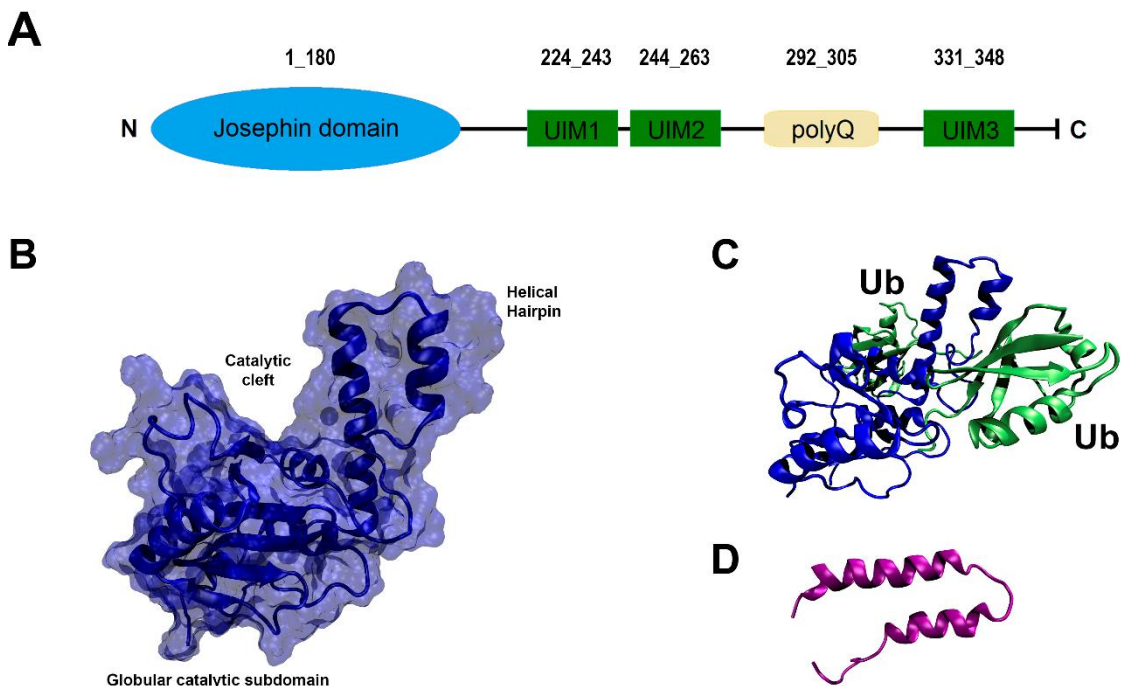 A
1_180 224_243 244_263 292_305 331_348
N Josephin domain UIM1 UIM2 polyQ UIM3 C
B
Helical
Hairpin
Catalytic
cleft
Globular catalytic subdomain
C
Ub
Ub
D